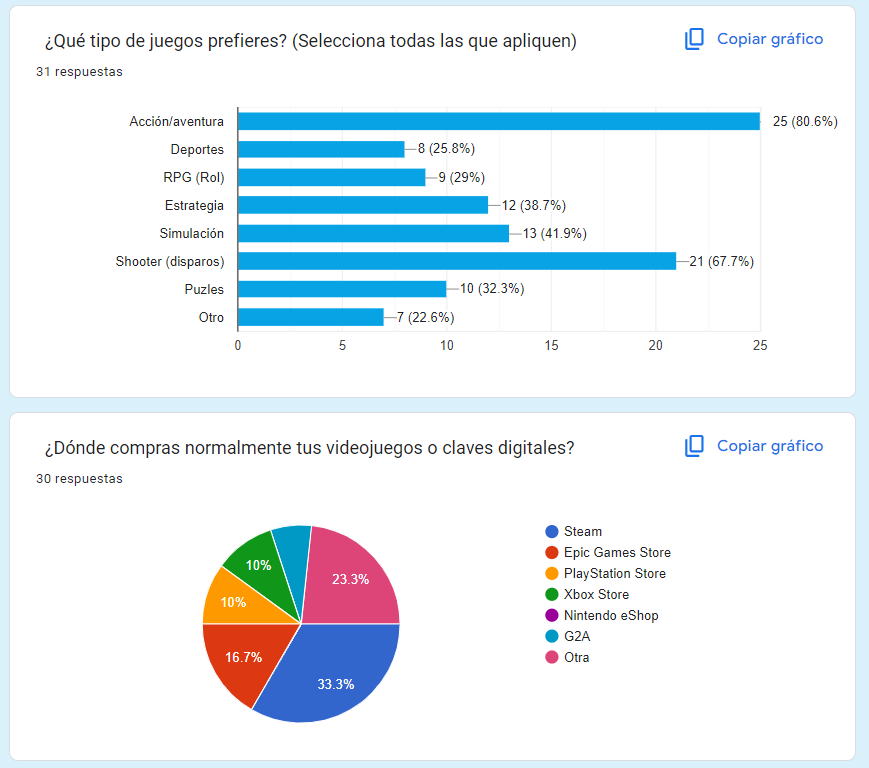 ¿Qué tipo de juegos prefieres? (Selecciona todas las que apliquen)
Copiar gráfico
31 respuestas
Acción/aventura 25 (80.6%)
Deportes 8 (25.8%)
RPG (Rol) 9 (29%)
Estrategia 12 (38.7%)
Simulación 13 (41.9%)
Shooter (disparos) 21 (67.7%)
Puzles 10 (32.3%)
Otro 7 (22.6%)
0 5 10 15 20 25
¿Dónde compras normalmente tus videojuegos o claves digitales?
Copiar gráfico
30 respuestas
10%
10%
16.7%
33.3%
23.3%
Steam
Epic Games Store
PlayStation Store
Xbox Store
Nintendo eShop
G2A
Otra